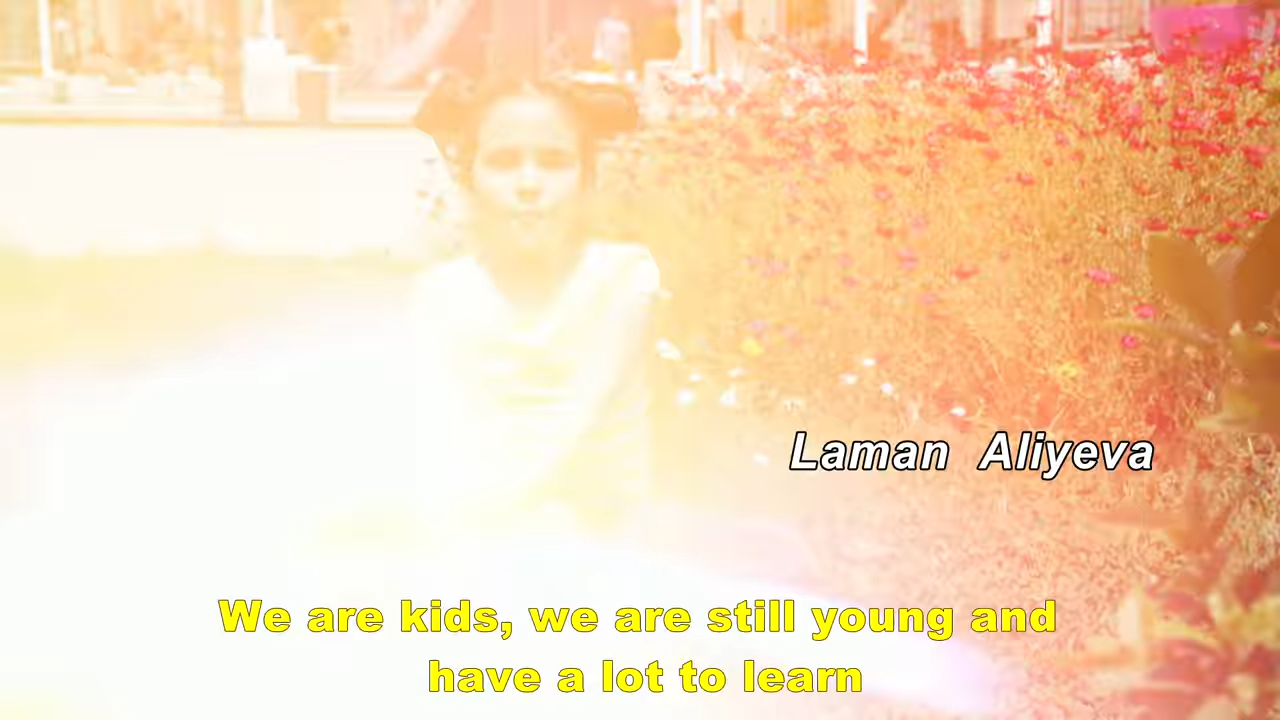 Laman Aliyeva
We are kids, we are still young and
have a lot to learn